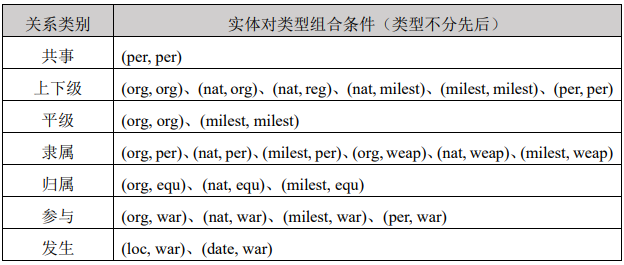 关系类别 实体对类型组合条件（类型不分先后）
共事 (per, per)
上下级 (org, org)、(nat, org)、(nat, reg)、(nat, milest)、(milest, milest)、(per, per)
平级 (org, org)、(milest, milest)
隶属 (org, per)、(nat, per)、(milest, per)、(org, weap)、(nat, weap)、(milest, weap)
归属 (org, equ)、(nat, equ)、(milest, equ)
参与 (org, war)、(nat, war)、(milest, war)、(per, war)
发生 (loc, war)、(date, war)